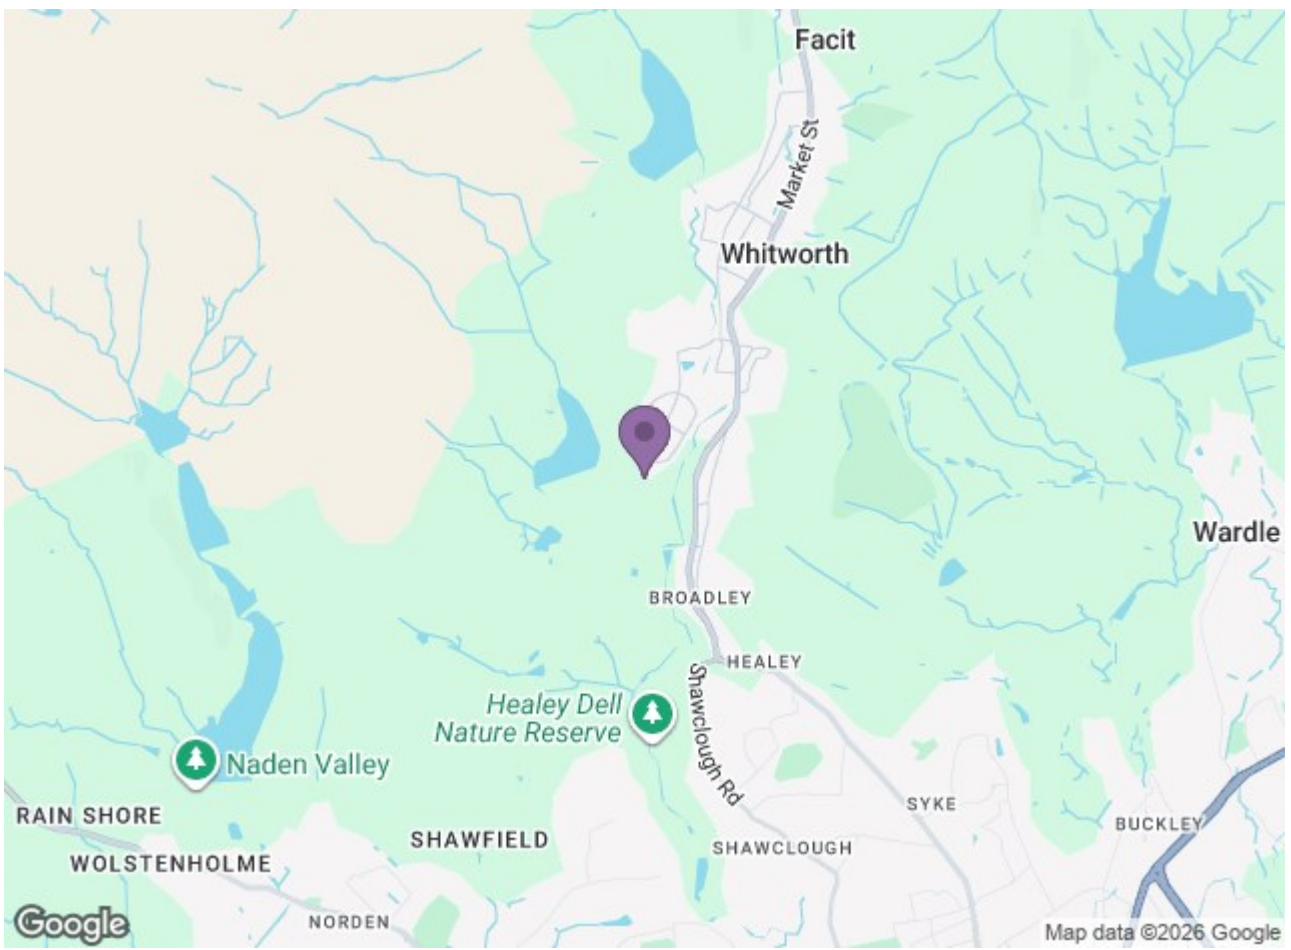 Facit
Market St
Whitworth
Wardle
BROADLEY
HEALEY
Shawclough Rd
Healey Dell
Nature Reserve
Naden Valley
RAIN SHORE
SYKE
BUCKLEY
SHAWFIELD
SHAWCLOUGH
WOLSTENHOLME
NORDEN
Google
Map data ©2026 Google